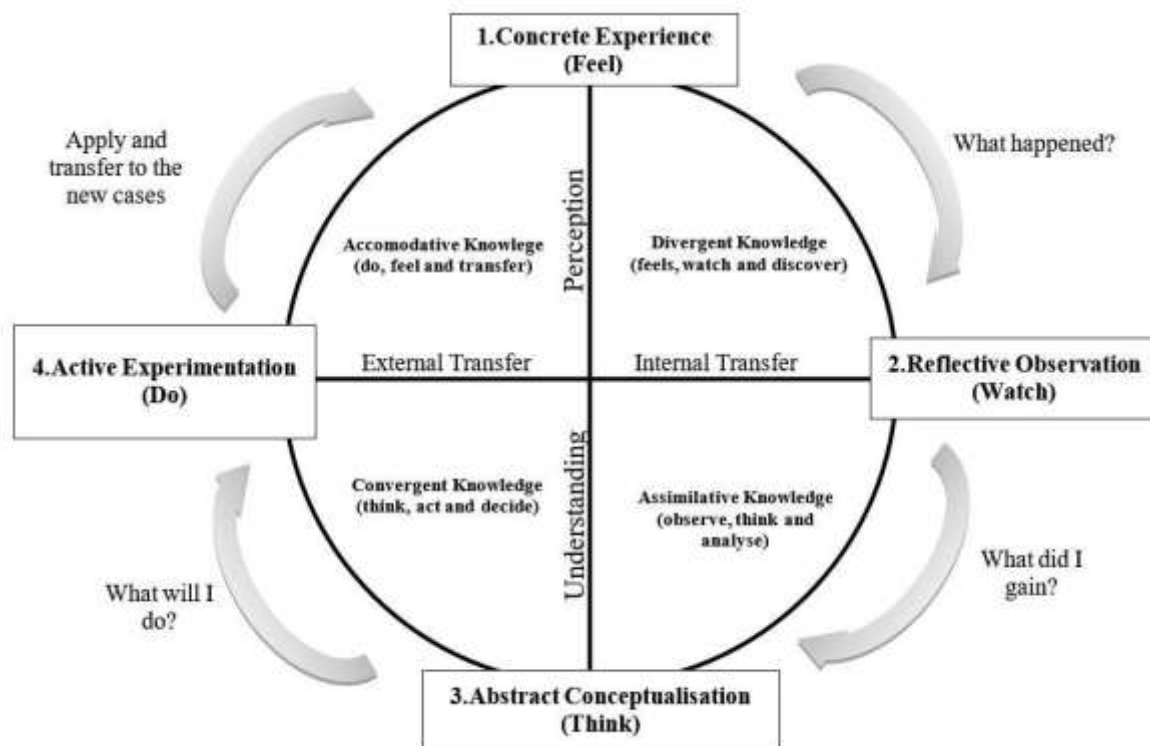 1.Concrete Experience
(Feel)
Apply and
transfer to the
new cases
What happened?
Perception
Accomodative Knowlege
(do, feel and transfer)
Divergent Knowledge
(feels, watch and discover)
4.Active Experimentation
(Do)
External Transfer
Internal Transfer
2.Reflective Observation
(Watch)
Understanding
Convergent Knowledge
(think, act and decide)
Assimilative Knowledge
(observe, think and
analyse)
What will I
do?
What did I
gain?
3.Abstract Conceptualisation
(Think)